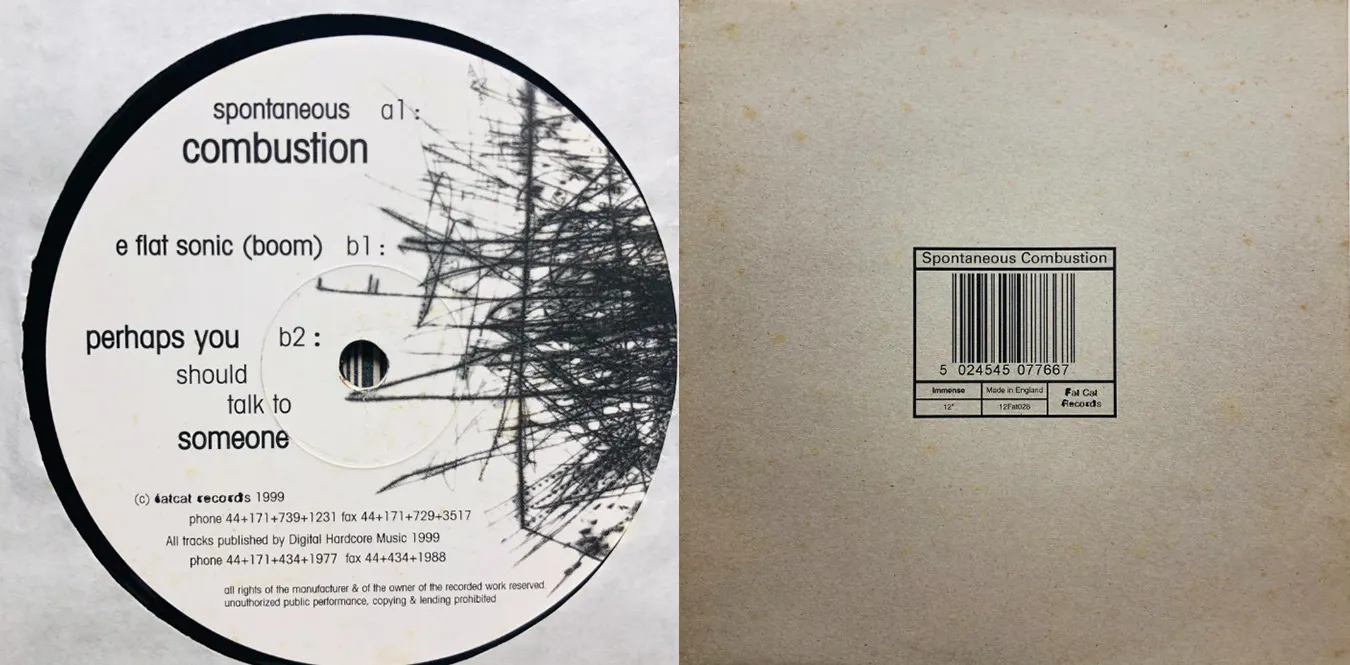 spontaneous a1:
combustion
e flat sonic (boom) b1:
perhaps you b2:
should
talk to
someone
(c) fatcat records 1999
phone 44+171+739+1231 fax 44+171+729+3517
All tracks published by Digital Hardcore Music 1999
phone 44+171+434+1977 fax 44+434+1988
all rights of the manufacturer & of the owner of the recorded work reserved.
unauthorized public performance, copying & lending prohibited
Spontaneous Combustion
5 024545 077667
Immense
12"
Made in England
12Fat026
Fat Cat
Records